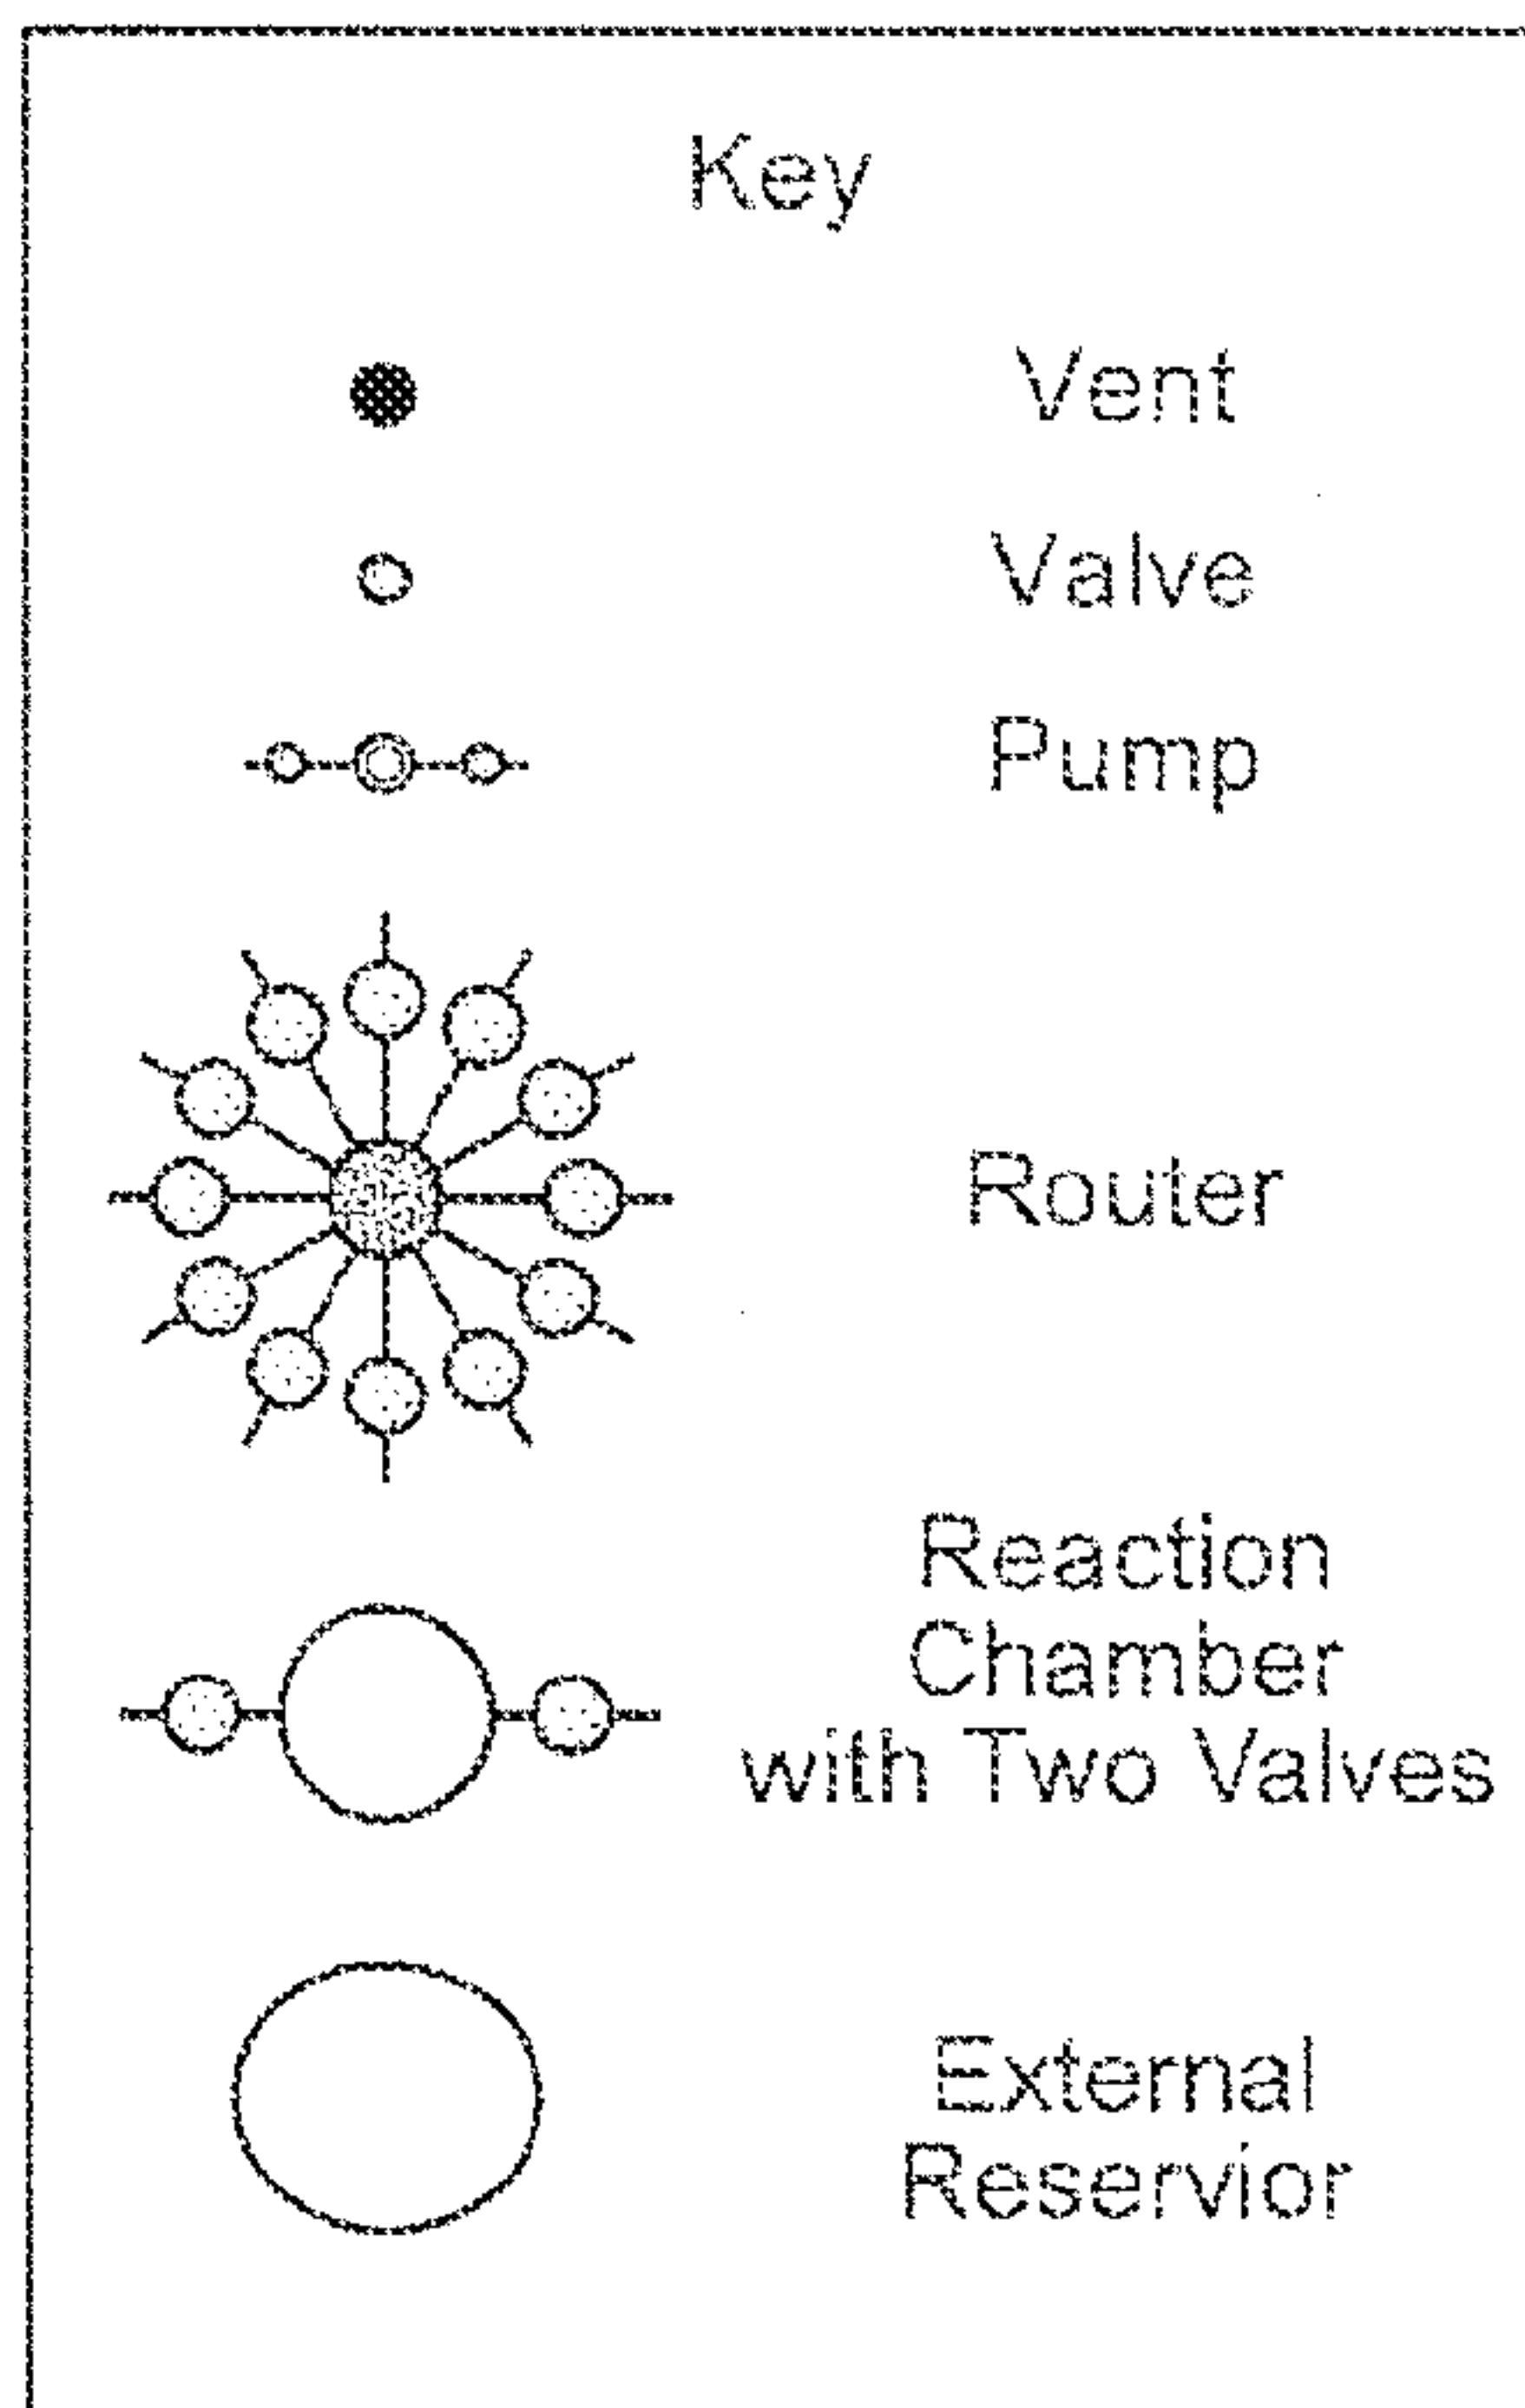 Key
Vent
Valve
Pump
Router
Reaction
Chamber
with Two Valves
External
Reservior